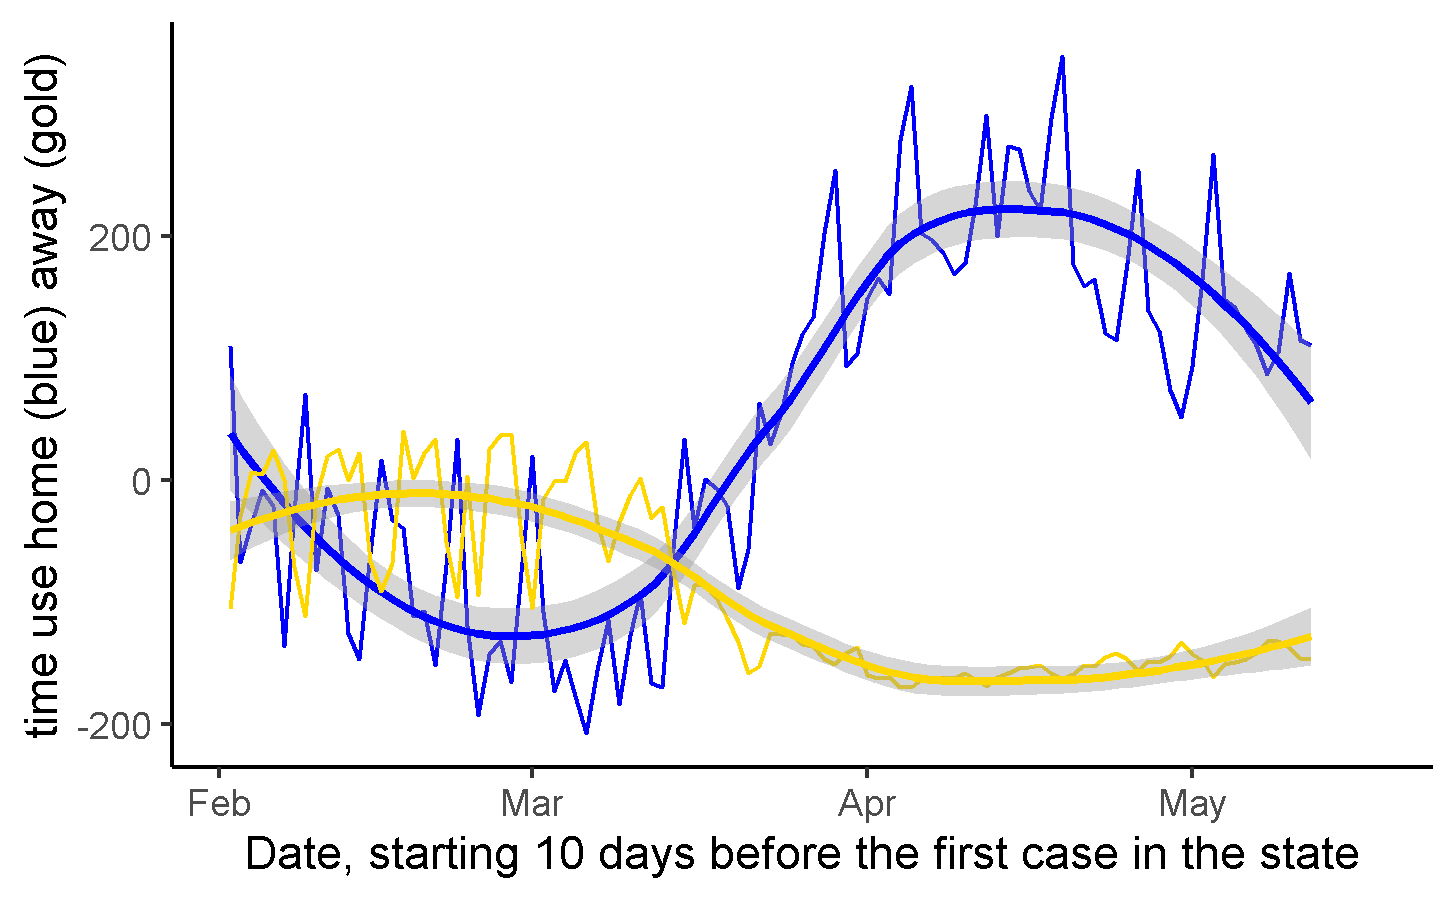 time use home (blue) away (gold)
200
0
-200
Feb Mar Apr May
Date, starting 10 days before the first case in the state